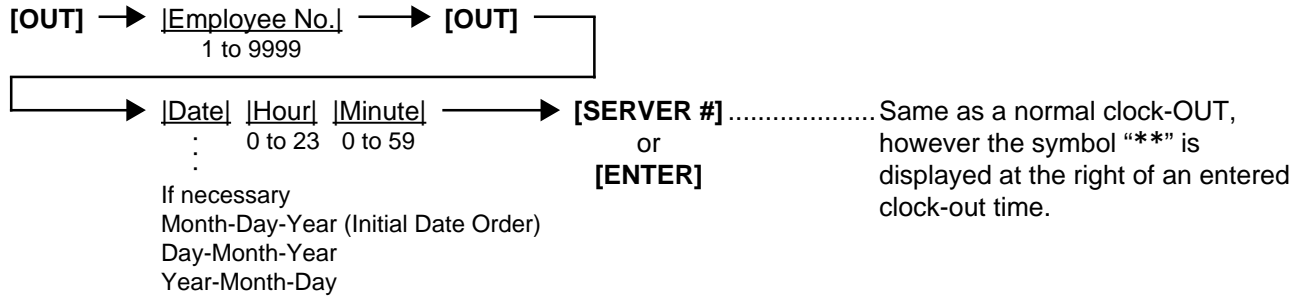 [OUT] |Employee No.| [OUT]
1 to 9999
|Date| |Hour| |Minute| [SERVER #] .................... Same as a normal clock-OUT,
: 0 to 23 0 to 59 or however the symbol “**” is
: [ENTER] displayed at the right of an entered
If necessary clock-out time.
Month-Day-Year (Initial Date Order)
Day-Month-Year
Year-Month-Day